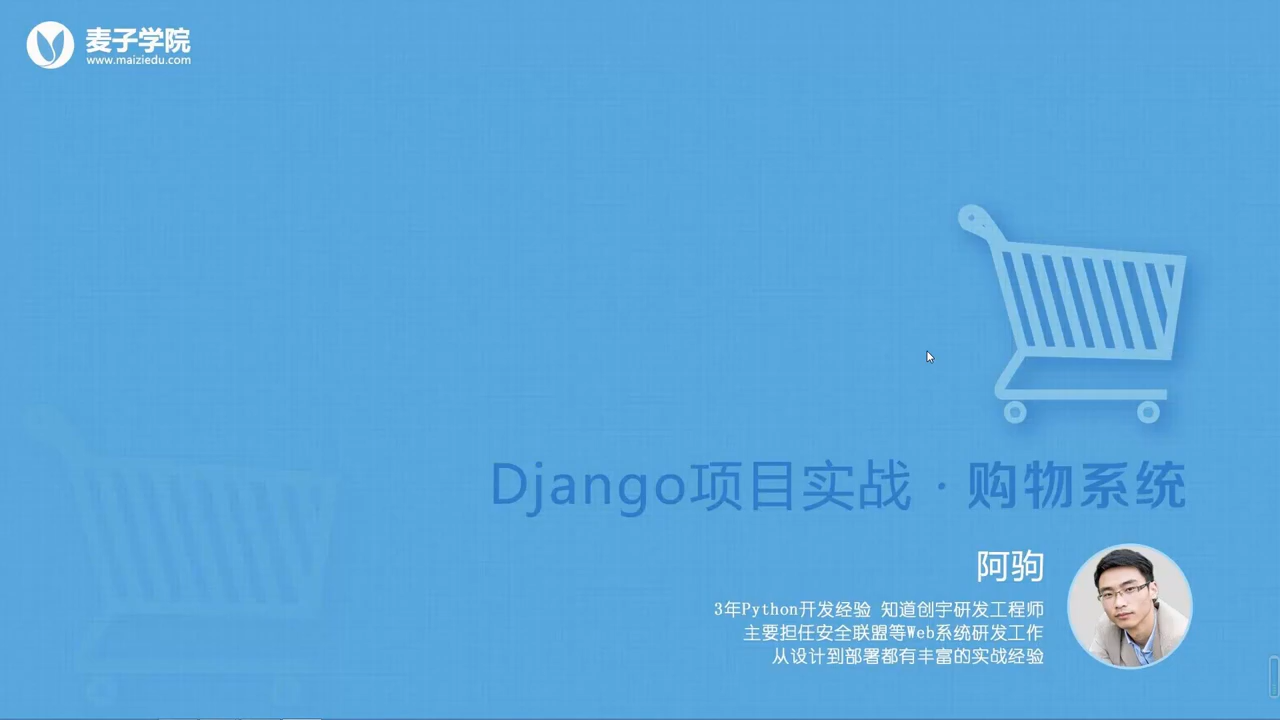 麦子学院
www.maiziedu.com
Django项目实战·购物系统
阿驹
3年Python开发经验 知道创宇研发工程师
主要担任安全联盟等Web系统研发工作
从设计到部署都有丰富的实战经验